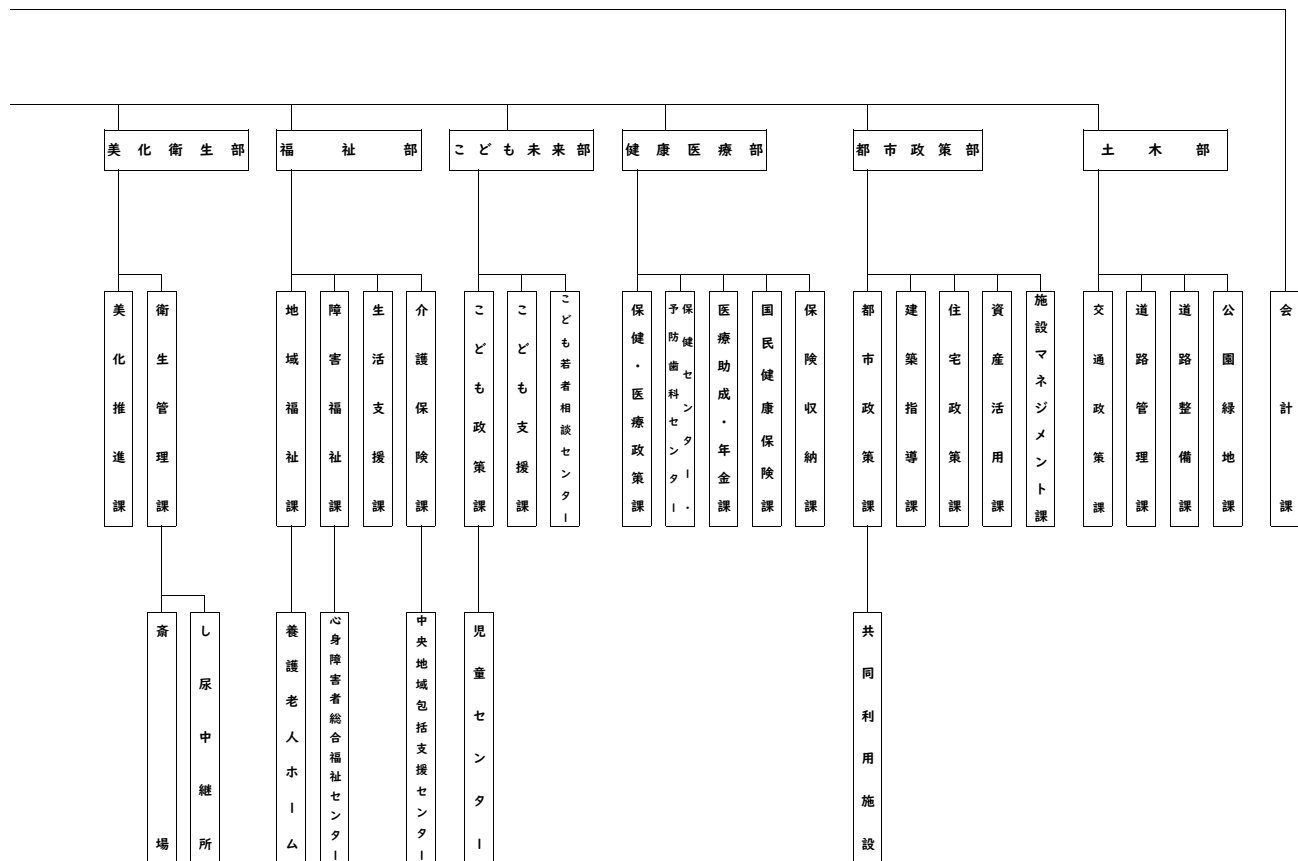 美化衛生部
福祉部
こども未来部
健康医療部
都市政策部
土木部
美化推進課
衛生管理課
地域福祉課
障害福祉課
生活支援課
介護保険課
こども政策課
こども支援課
こども若者相談センター
保健・医療政策課
保健センター・
予防歯科センター
医療助成・年金課
国民健康保険課
保険収納課
都市政策課
建築指導課
住宅政策課
資産活用課
施設マネジメント課
交通政策課
道路管理課
道路整備課
公園緑地課
会計課
斎場
し尿中継所
養護老人ホーム
心身障害者総合福祉センター
中央地域包括支援センター
児童センター
共同利用施設